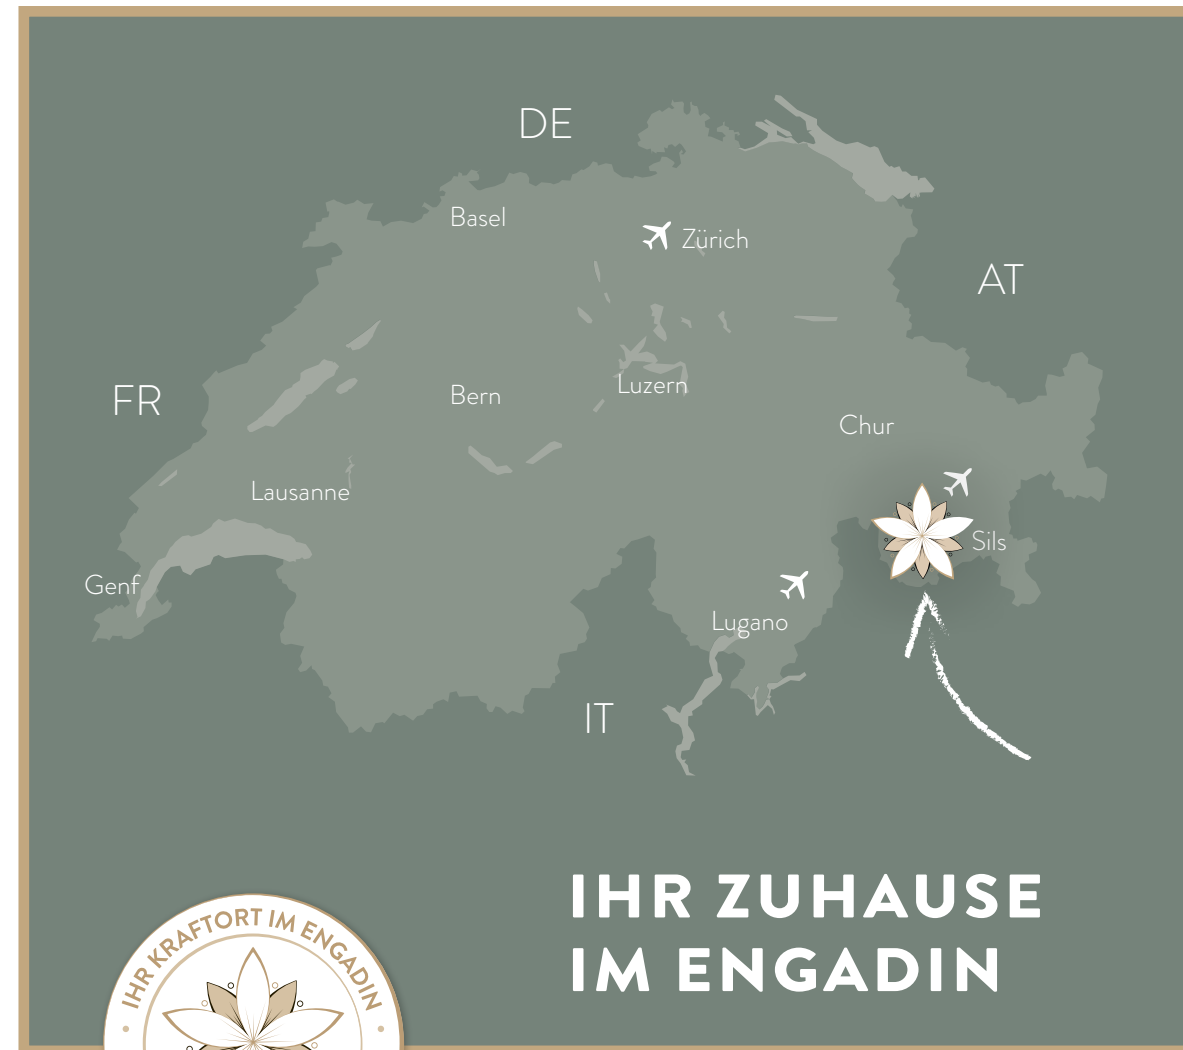 DE
Basel
Zürich
AT
FR
Luzern
Bern
Chur
Lausanne
Sils
Genf
Lugano
IT
IHR ZUHAUSE
IM ENGADIN
IHR KRAFTORT IM ENGADIN